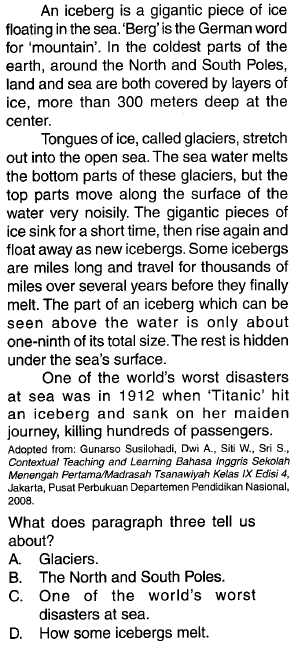 An iceberg is a gigantic piece of ice
floating in the sea. 'Berg' is the German word
for 'mountain'. In the coldest parts of the
earth, around the North and South Poles,
land and sea are both covered by layers of
ice, more than 300 meters deep at the
center.
Tongues of ice, called glaciers, stretch
out into the open sea. The sea water melts
the bottom parts of these glaciers, but the
top parts move along the surface of the
water very noisily. The gigantic pieces of
ice sink for a short time, then rise again and
float away as new icebergs. Some icebergs
are miles long and travel for thousands of
miles over several years before they finally
melt. The part of an iceberg which can be
seen above the water is only about
one-ninth of its total size. The rest is hidden
under the sea's surface.
One of the world's worst disasters
at sea was in 1912 when 'Titanic' hit
an iceberg and sank on her maiden
journey, killing hundreds of passengers.
Adopted from: Gunarso Susilohadi, Dwi A., Siti W., Sri S.,
Contextual Teaching and Learning Bahasa Inggris Sekolah
Menengah Pertama/Madrasah Tsanawiyah Kelas IX Edisi 4,
Jakarta, Pusat Perbukuan Departemen Pendidikan Nasional,
2008.
What does paragraph three tell us
about?
A. Glaciers.
B. The North and South Poles.
C. One of the world's worst
disasters at sea.
D. How some icebergs melt.